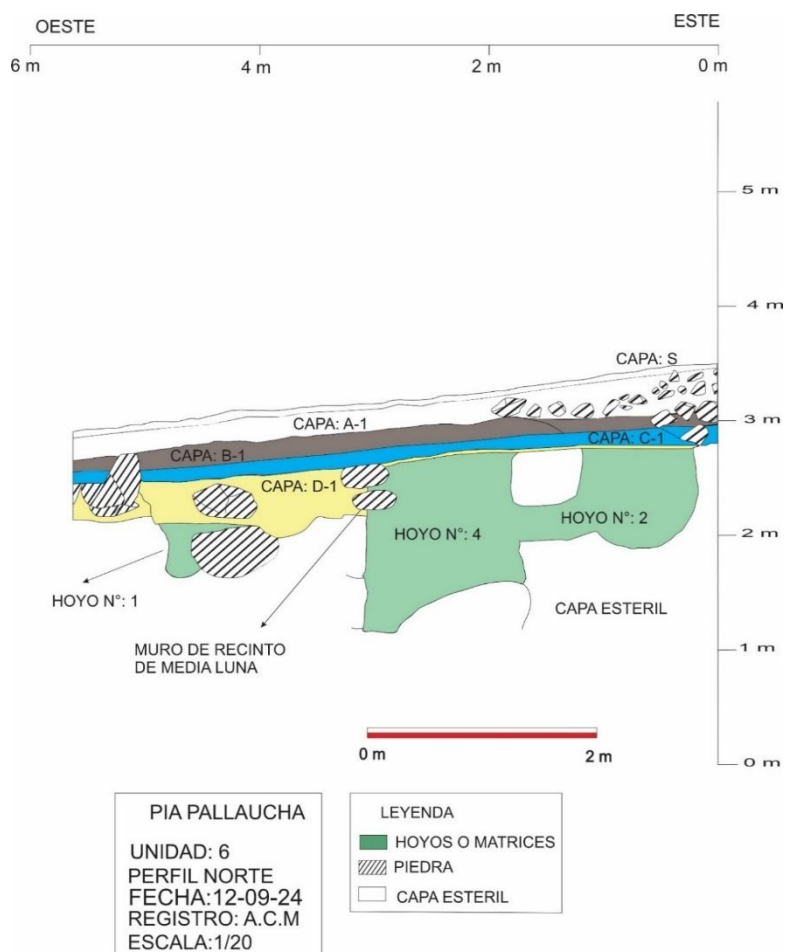 OESTE
ESTE
6 m
4 m
2 m
0 m
5 m
4 m
CAPA: S
CAPA: A-1
3 m
CAPA: C-1
CAPA: B-1
CAPA: D-1
HOYO N°: 2
HOYO N°: 4
2 m
HOYO N°: 1
CAPA ESTERIL
MURO DE RECINTO
DE MEDIA LUNA
1 m
0 m
2 m
0 m
PIA PALLAUCHA
UNIDAD: 6
PERFIL NORTE
FECHA:12-09-24
REGISTRO: A.C.M
ESCALA:1/20
LEYENDA
HOYOS O MATRICES
PIEDRA
CAPA ESTERIL